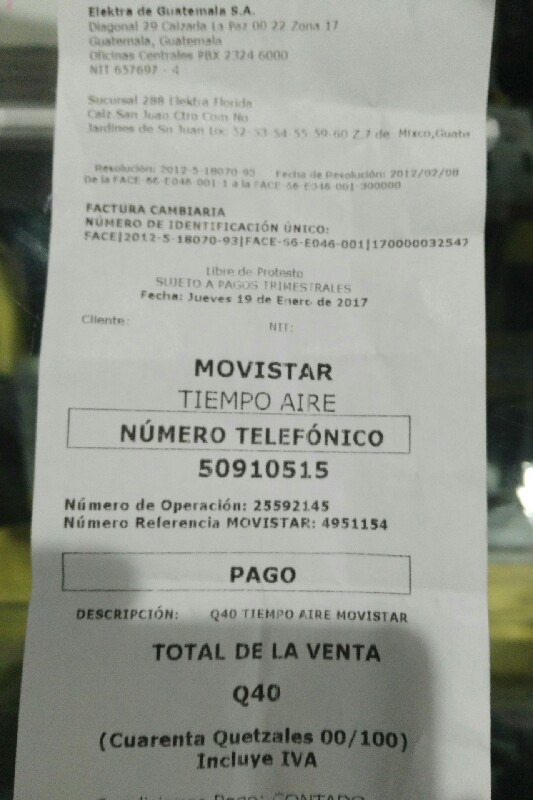 Elektra de Guatemala S.A.
Diagonal 29 Calzada La Paz 00 22 Zona 17
Guatemala, Guatemala
Oficinas Centrales PBX 2324 6000
NIT 657697 - 4
Sucursal 288 Elektra Florida
Calz.San Juan Ctro Com No
Jardines de Sn Juan Loc 52-53-54-55-59-60 Z.7 de Mixco,Guate
Resolución: 2012-5-18070-93 Fecha de Resolución: 2012/02/08
De la FACE-66-E046-001-1 a la FACE-66-E046-001-300000
FACTURA CAMBIARIA
NÚMERO DE IDENTIFICACIÓN ÚNICO:
FACE|2012-5-18070-93|FACE-66-E046-001|170000032547
Libre de Protesto
SUJETO A PAGOS TRIMESTRALES
Fecha: Jueves 19 de Enero de 2017
Cliente: NIT:
MOVISTAR
TIEMPO AIRE
NÚMERO TELEFÓNICO
50910515
Número de Operación: 25592145
Número Referencia MOVISTAR: 4951154
PAGO
DESCRIPCIÓN: Q40 TIEMPO AIRE MOVISTAR
TOTAL DE LA VENTA
Q40
(Cuarenta Quetzales 00/100)
Incluye IVA
Pago: CONTADO